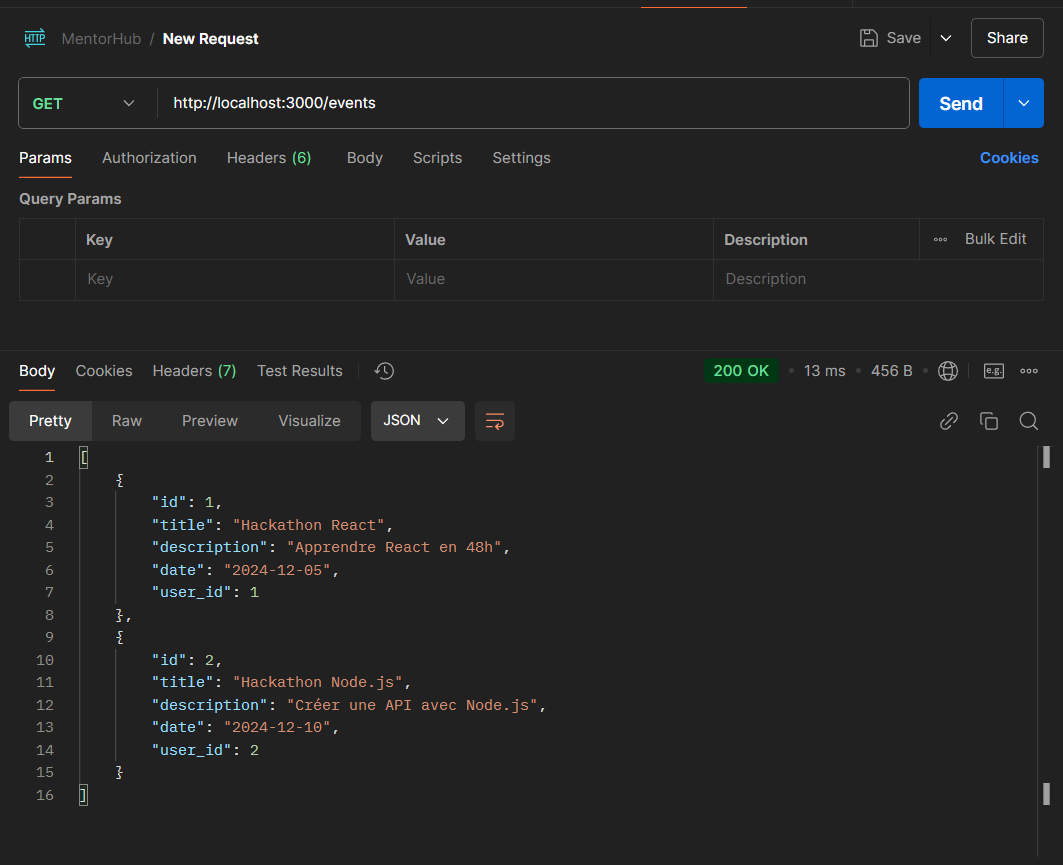 HTTP MentorHub / New Request Save Share
GET http://localhost:3000/events Send
Params Authorization Headers (6) Body Scripts Settings Cookies
Query Params
Key Value Description Bulk Edit
Key Value Description
Body Cookies Headers (7) Test Results 200 OK 13 ms 456 B e.g.
Pretty Raw Preview Visualize JSON
1 [
2 {
3 "id": 1,
4 "title": "Hackathon React",
5 "description": "Apprendre React en 48h",
6 "date": "2024-12-05",
7 "user_id": 1
8 },
9 {
10 "id": 2,
11 "title": "Hackathon Node.js",
12 "description": "Créer une API avec Node.js",
13 "date": "2024-12-10",
14 "user_id": 2
15 }
16 ]